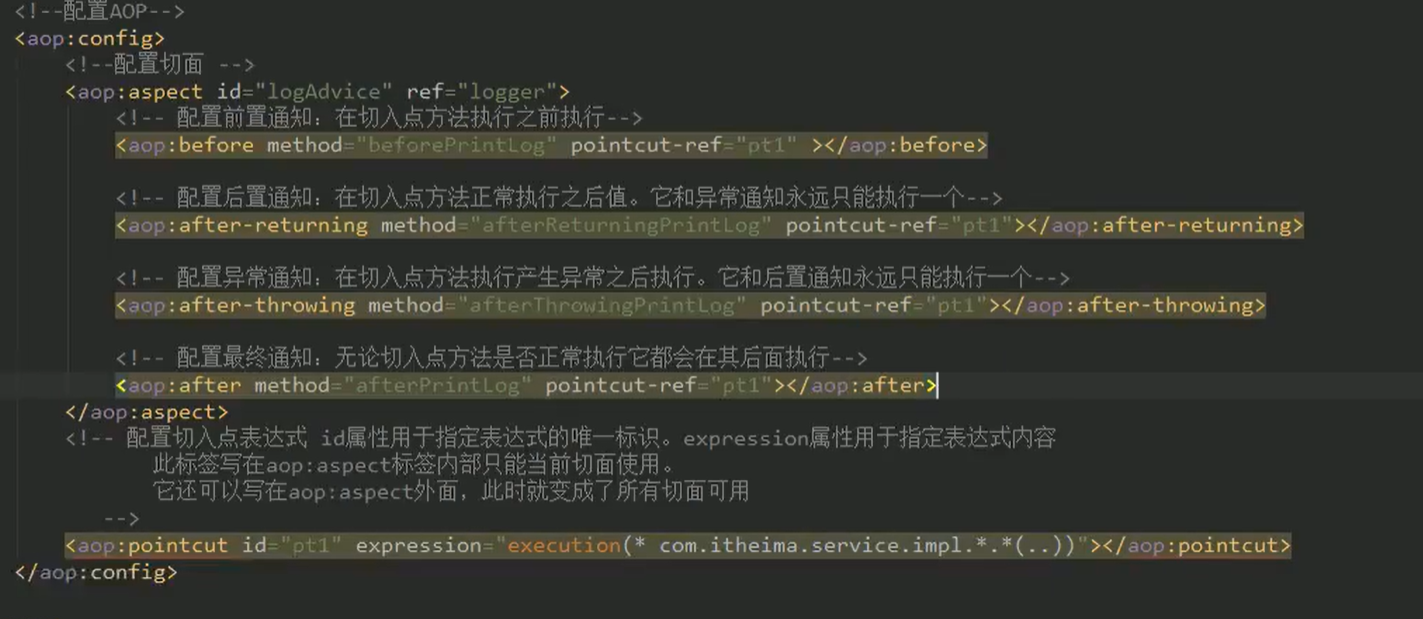 <!--配置AOP-->
<aop:config>
<!--配置切面 -->
<aop:aspect id="logAdvice" ref="logger">
<!-- 配置前置通知：在切入点方法执行之前执行-->
<aop:before method="beforePrintLog" pointcut-ref="pt1" ></aop:before>
<!-- 配置后置通知：在切入点方法正常执行之后值。它和异常通知永远只能执行一个-->
<aop:after-returning method="afterReturningPrintLog" pointcut-ref="pt1"></aop:after-returning>
<!-- 配置异常通知：在切入点方法执行产生异常之后执行。它和后置通知永远只能执行一个-->
<aop:after-throwing method="afterThrowingPrintLog" pointcut-ref="pt1"></aop:after-throwing>
<!-- 配置最终通知：无论切入点方法是否正常执行它都会在其后面执行-->
<aop:after method="afterPrintLog" pointcut-ref="pt1"></aop:after>
</aop:aspect>
<!-- 配置切入点表达式 id属性用于指定表达式的唯一标识。expression属性用于指定表达式内容
此标签写在aop:aspect标签内部只能当前切面使用。
它还可以写在aop:aspect外面，此时就变成了所有切面可用
-->
<aop:pointcut id="pt1" expression="execution(* com.itheima.service.impl.*.*(..))"></aop:pointcut>
</aop:config>